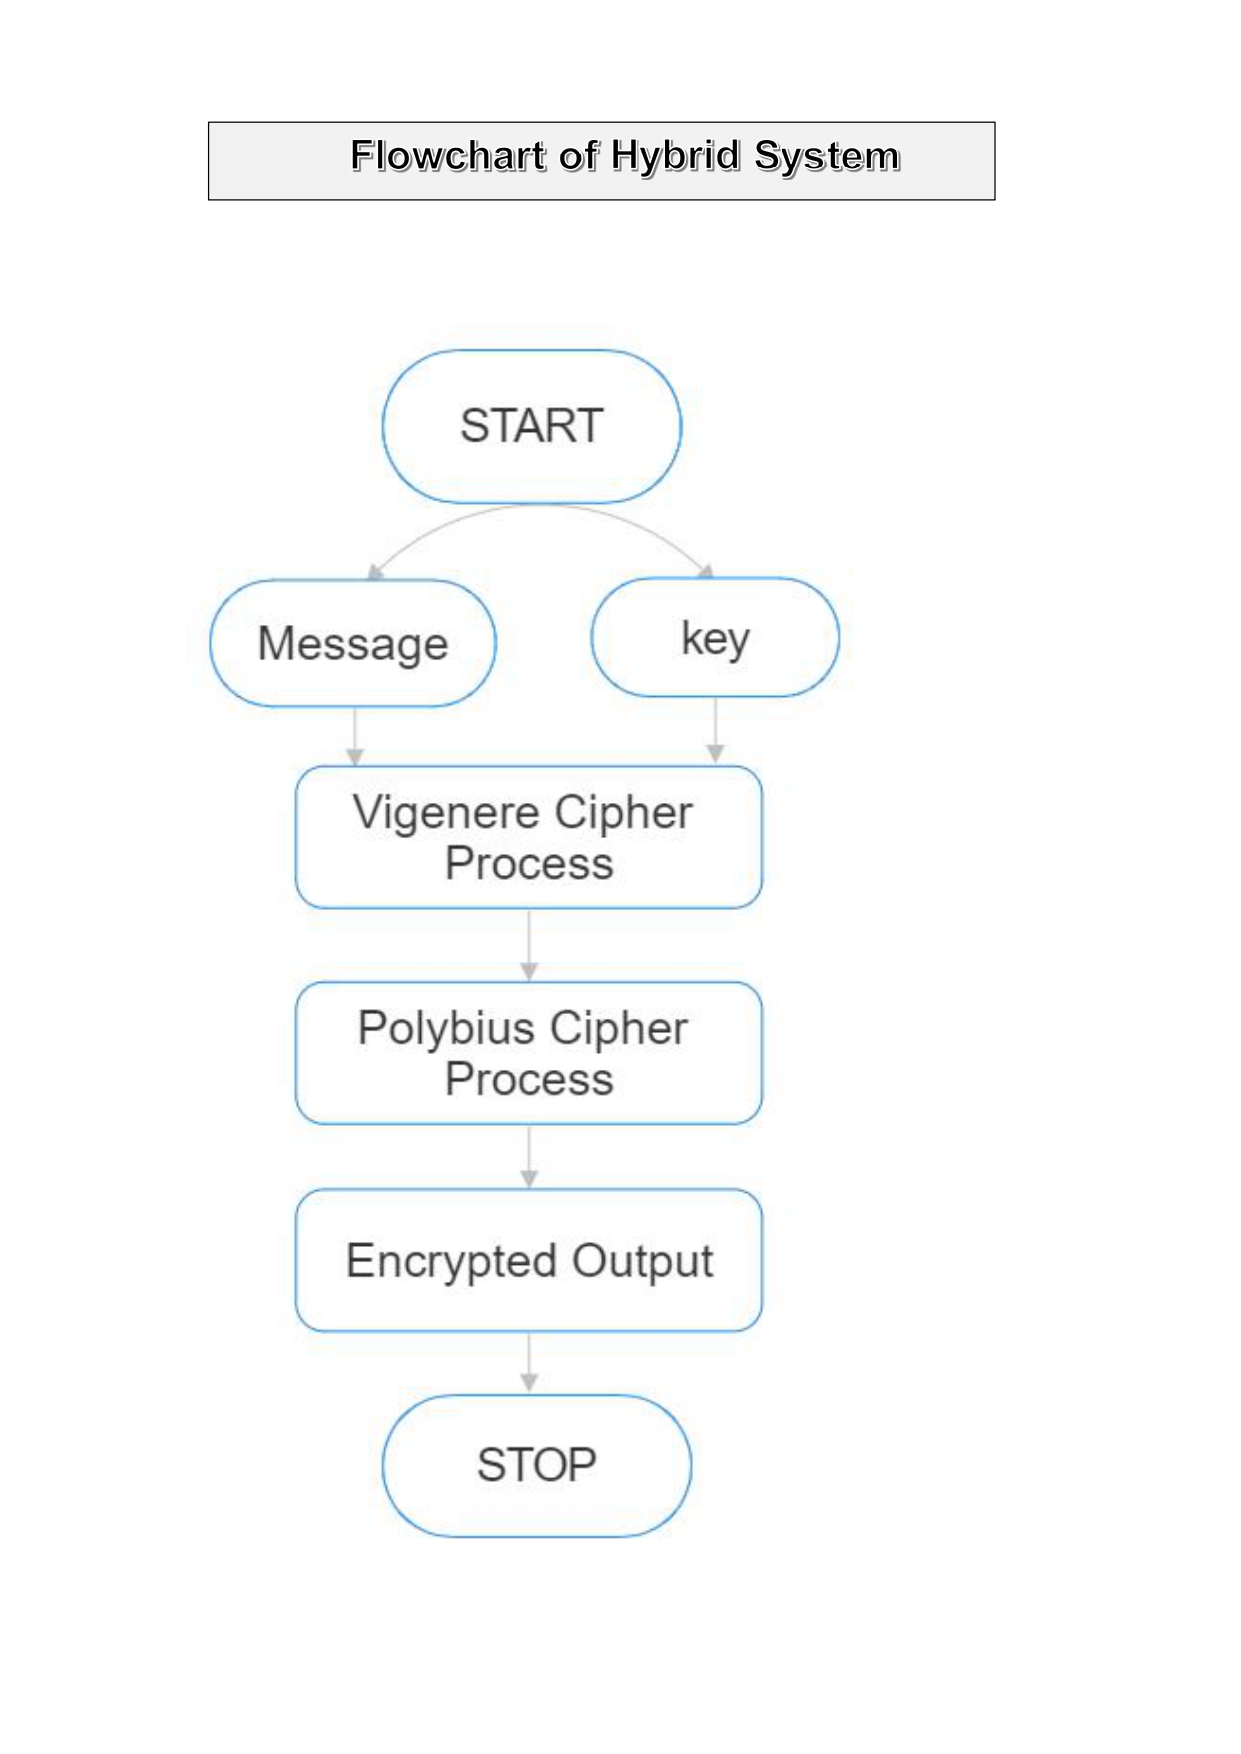 Flowchart of Hybrid System
START
Message
key
Vigenere Cipher
Process
Polybius Cipher
Process
Encrypted Output
STOP